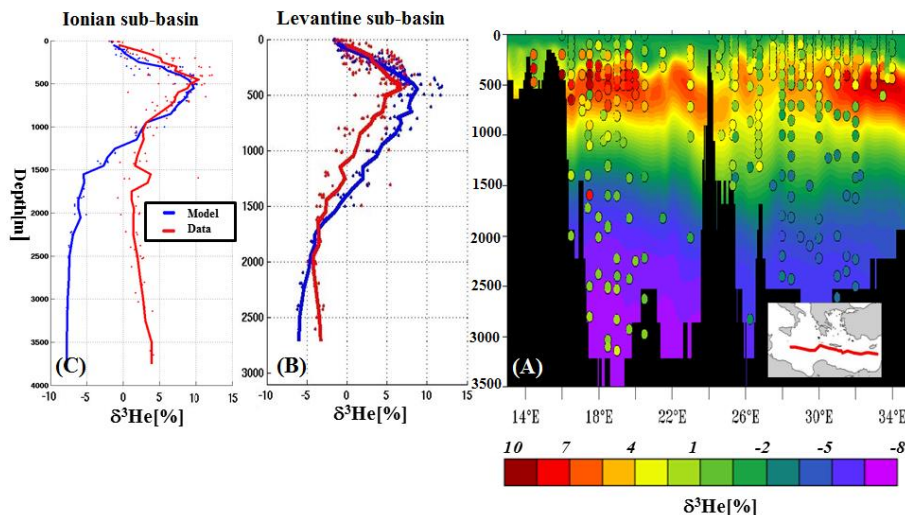 Ionian sub-basin
Levantine sub-basin
0
500
1000
1500
2000
2500
3000
3500
4000
Depth[m]
Model
Data
(C)
-15 -10 -5 0 5 10 15
δ³He[%]
0
500
1000
1500
2000
2500
3000
(B)
-15 -10 -5 0 5 10 15
δ³He[%]
0
500
1000
1500
2000
2500
3000
3500
(A)
14°E 18°E 22°E 26°E 30°E 34°E
10 7 4 1 -2 -5 -8
δ³He[%]